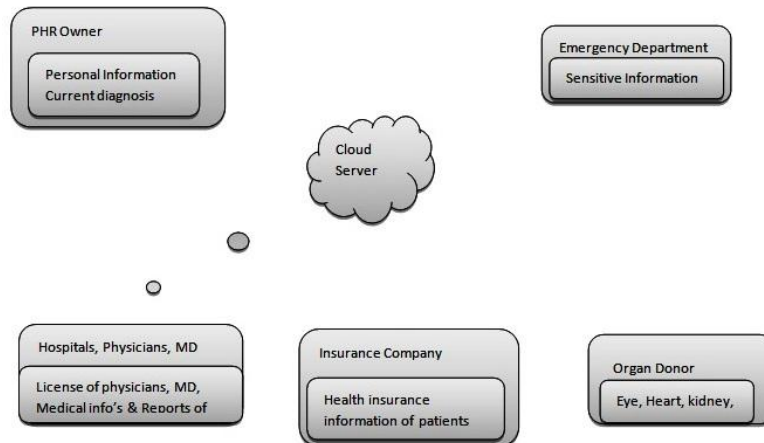 PHR Owner
Personal Information
Current diagnosis
Emergency Department
Sensitive Information
Cloud
Server
Hospitals, Physicians, MD
License of physicians, MD,
Medical info's & Reports of
Insurance Company
Health insurance
information of patients
Organ Donor
Eye, Heart, kidney,